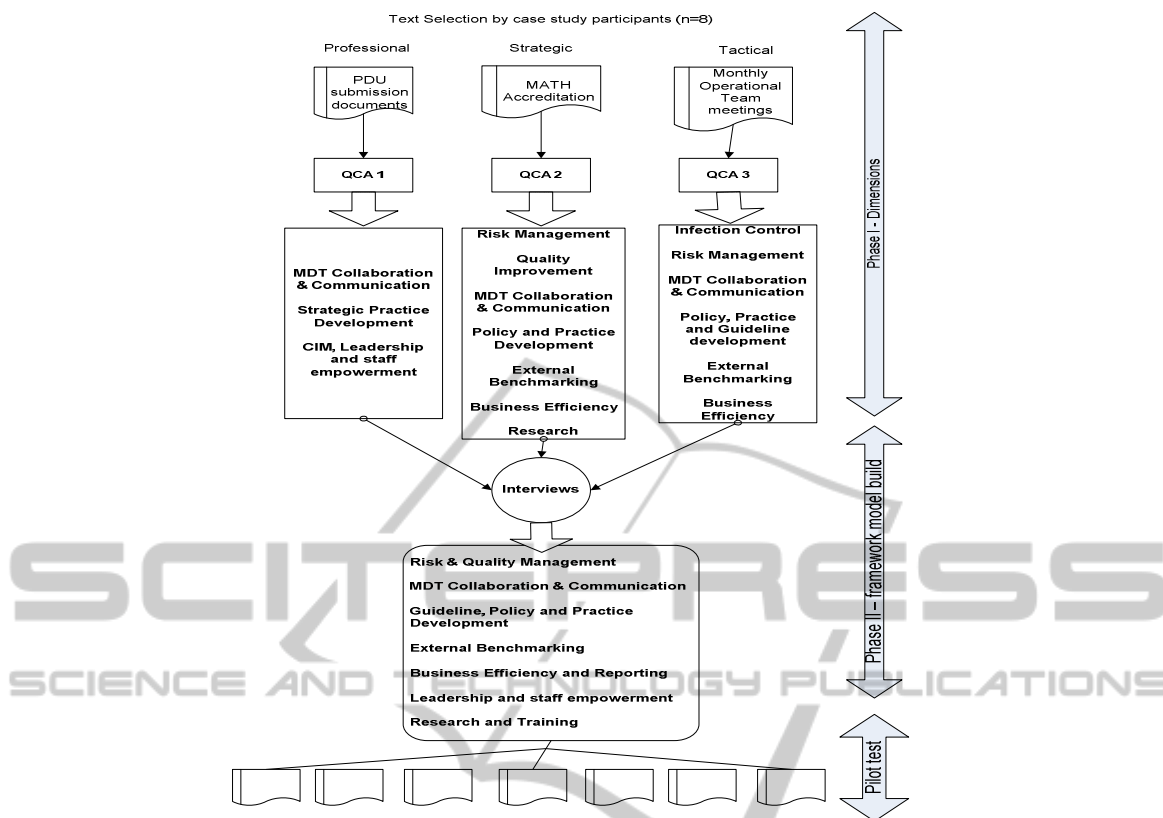 Text Selection by case study participants (n=8)
Professional
Strategic
Tactical
PDU
submission
documents
MATH
Accreditation
Monthly
Operational
Team
meetings
QCA 1
QCA 2
QCA 3
MDT Collaboration
& Communication
Strategic Practice
Development
CIM, Leadership
and staff
empowerment
Risk Management
Quality
Improvement
MDT Collaboration
& Communication
Policy and Practice
Development
External
Benchmarking
Business Efficiency
Research
Infection Control
Risk Management
MDT Collaboration
& Communication
Policy, Practice
and Guideline
development
External
Benchmarking
Business
Efficiency
Interviews
Risk & Quality Management
MDT Collaboration & Communication
Guideline, Policy and Practice
Development
External Benchmarking
Business Efficiency and Reporting
Leadership and staff empowerment
Research and Training
Phase I - Dimensions
Phase II – framework model build
Pilot test
SCITEPRESS
SCIENCE AND TECHNOLOGY PUBLICATIONS